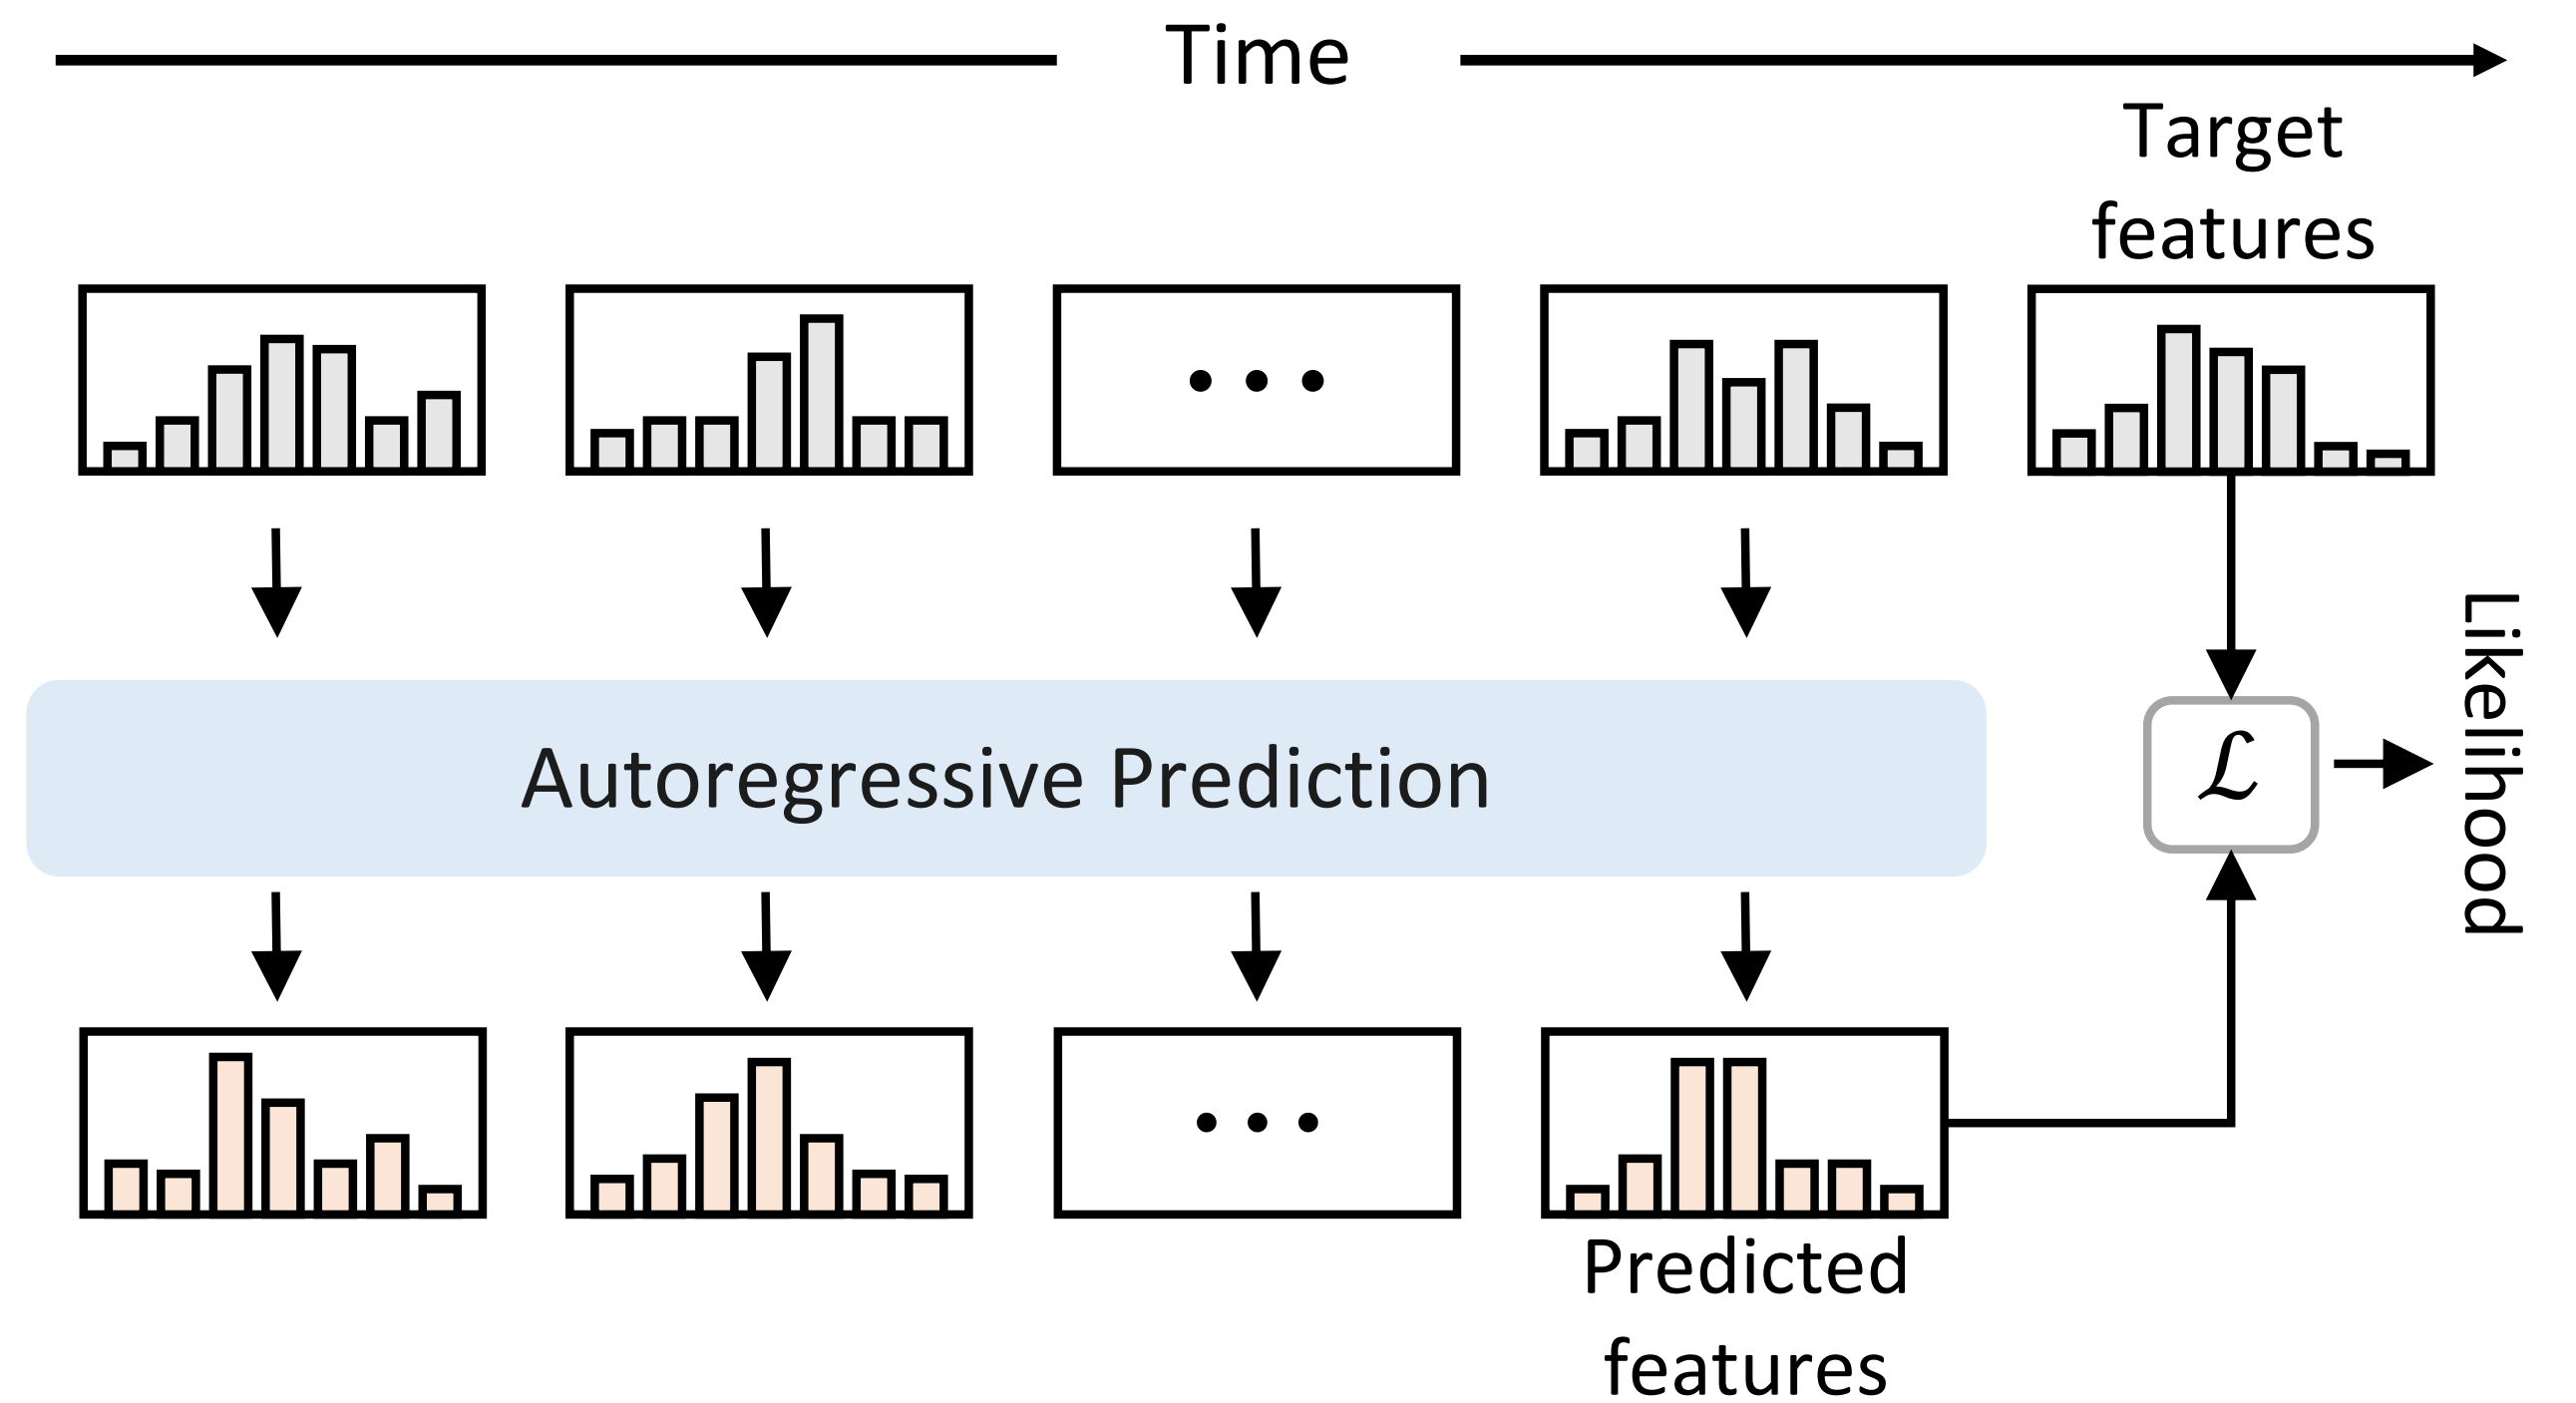 Time
Target
features
• • •
Autoregressive Prediction
ℒ
Likelihood
• • •
Predicted
features